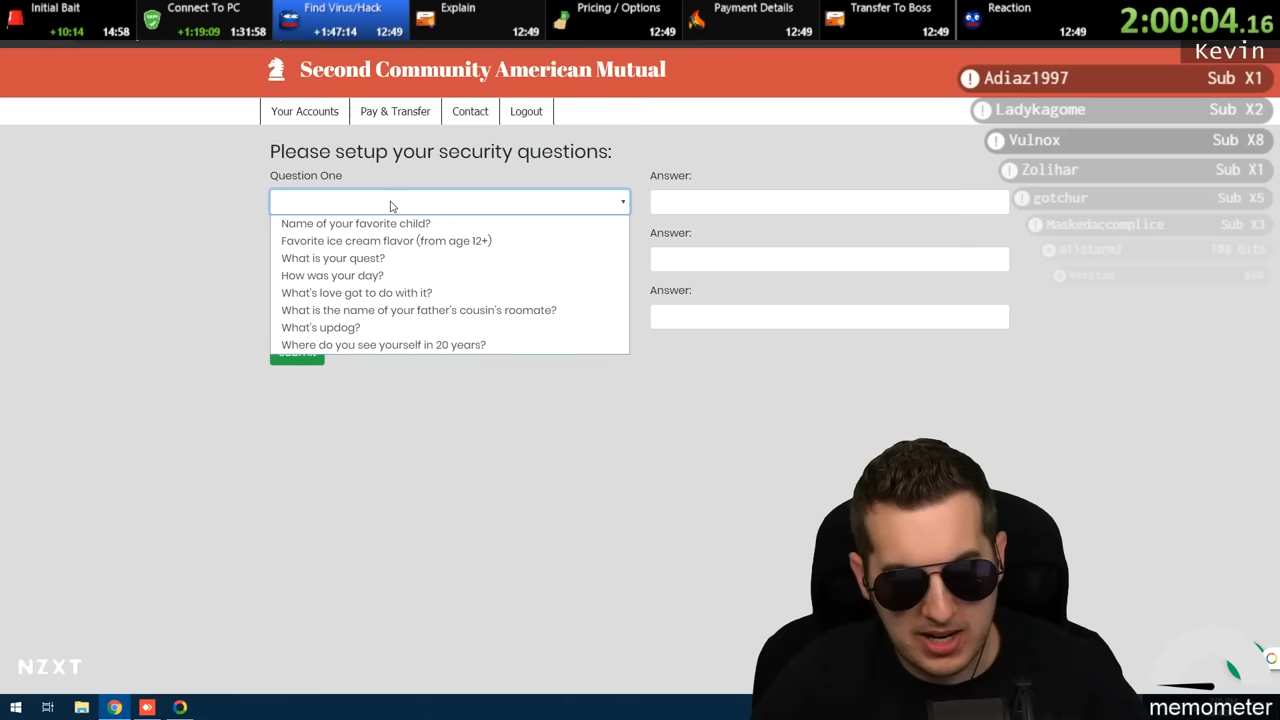 Initial Bait
+10:14 14:58
Connect To PC
+1:19:09 1:31:58
Find Virus/Hack
+1:47:14 12:49
Explain
12:49
Pricing / Options
12:49
Payment Details
12:49
Transfer To Boss
12:49
Reaction
12:49
2:00:04.16
Kevin
Second Community American Mutual
Adiaz1997 Sub X1
Ladykagome Sub X2
Vulnox Sub X8
Zolihar Sub X1
gotchur Sub X5
Maskedaccomplice Sub X3
100 Bits
Your Accounts
Pay & Transfer
Contact
Logout
Please setup your security questions:
Question One
Answer:
Name of your favorite child?
Favorite ice cream flavor (from age 12+)
What is your quest?
How was your day?
What's love got to do with it?
What is the name of your father's cousin's roomate?
What's updog?
Where do you see yourself in 20 years?
Answer:
Answer:
Submit
NZXT
memometer